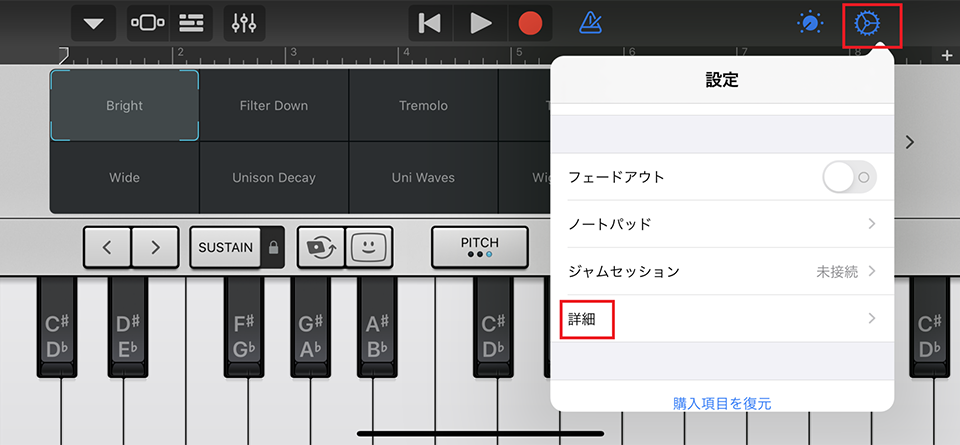 2 3 4 5 6 7 8
設定
Bright Filter Down Tremolo
Wide Unison Decay Uni Waves
フェードアウト
ノートパッド
ジャムセッション 未接続
詳細
購入項目を復元
SUSTAIN PITCH
C♯ D♯ F♯ G♯ A♯ C♯ C♯
D♭ E♭ G♭ A♭ B♭ D♭ D♭